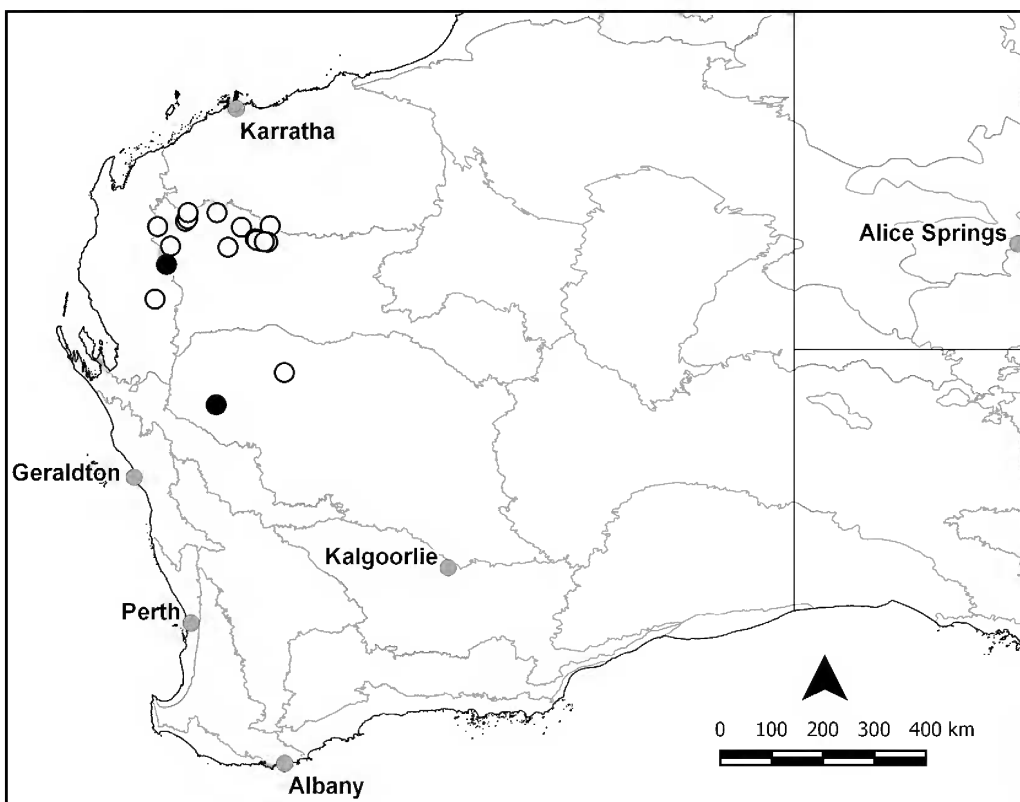 Karratha
Alice Springs
Geraldton
Kalgoorlie
Perth
0 100 200 300 400 km
Albany